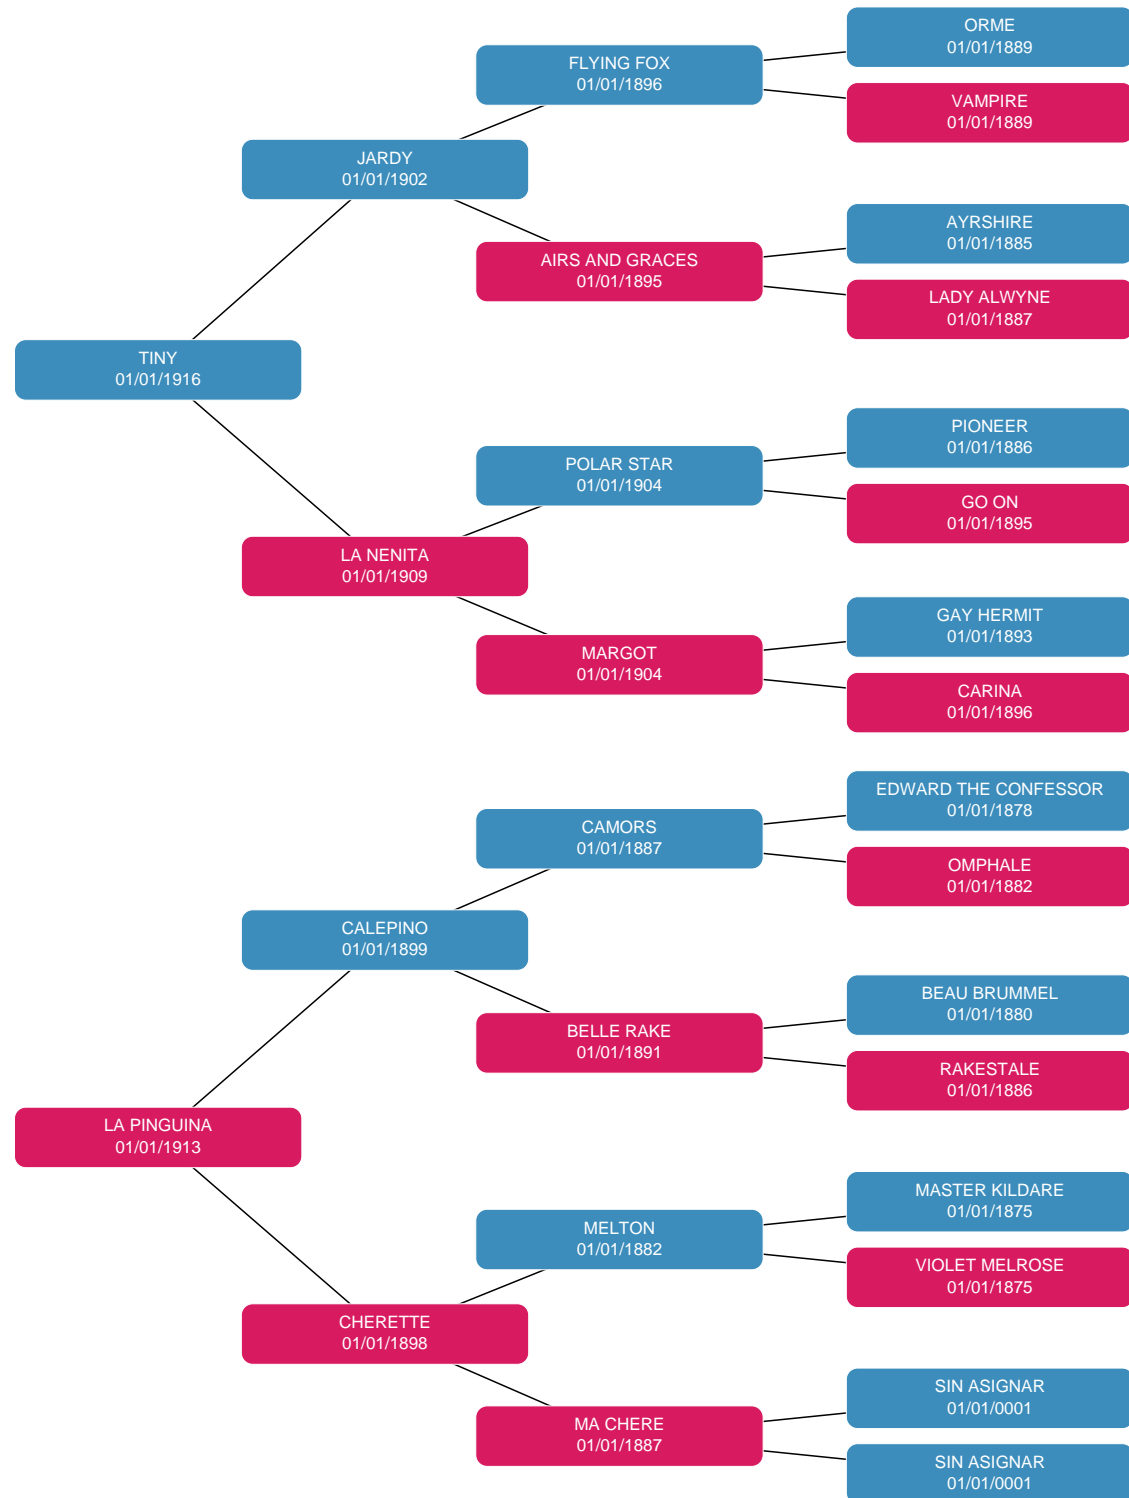 ORME
01/01/1889
FLYING FOX
01/01/1896
VAMPIRE
01/01/1889
JARDY
01/01/1902
AYRSHIRE
01/01/1885
AIRS AND GRACES
01/01/1895
LADY ALWYNE
01/01/1887
TINY
01/01/1916
PIONEER
01/01/1886
POLAR STAR
01/01/1904
GO ON
01/01/1895
LA NENITA
01/01/1909
GAY HERMIT
01/01/1893
MARGOT
01/01/1904
CARINA
01/01/1896
EDWARD THE CONFESSOR
01/01/1878
CAMORS
01/01/1887
OMPHALE
01/01/1882
CALEPINO
01/01/1899
BEAU BRUMMEL
01/01/1880
BELLE RAKE
01/01/1891
RAKESTALE
01/01/1886
LA PINGUINA
01/01/1913
MASTER KILDARE
01/01/1875
MELTON
01/01/1882
VIOLET MELROSE
01/01/1875
CHERETTE
01/01/1898
SIN ASIGNAR
01/01/0001
MA CHERE
01/01/1887
SIN ASIGNAR
01/01/0001